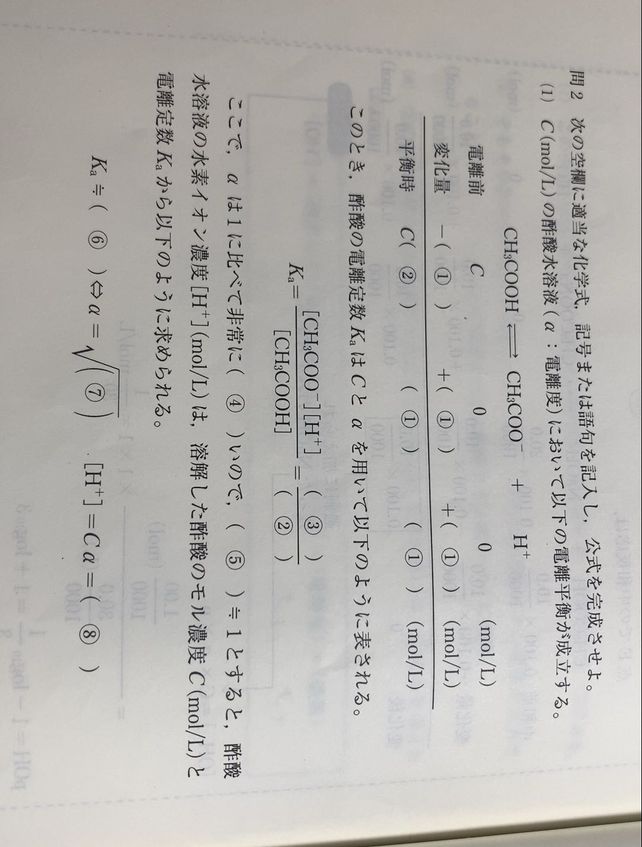 問2　次の空欄に適当な化学式，記号または語句を記入し，公式を完成させよ。
(1)　C(mol/L)の酢酸水溶液(α：電離度)において以下の電離平衡が成立する。
CH₃COOH ⇄ CH₃COO⁻ + H⁺
電離前　C　0　0　(mol/L)
変化量　−(　①　)　+(　①　)　+(　①　)　(mol/L)
平衡時　C(　②　)　(　①　)　(　①　)　(mol/L)
このとき，酢酸の電離定数KₐはCとαを用いて以下のように表される。
Kₐ = [CH₃COO⁻][H⁺] / [CH₃COOH] = (　③　) / (　②　)
ここで，αは1に比べて非常に(　④　)いので，(　⑤　)≒1とすると，酢酸
水溶液の水素イオン濃度[H⁺](mol/L)は，溶解した酢酸のモル濃度C(mol/L)と
電離定数Kₐから以下のように求められる。
Kₐ≒(　⑥　)⇔α=√(　⑦　)　[H⁺]=Cα=(　⑧　)